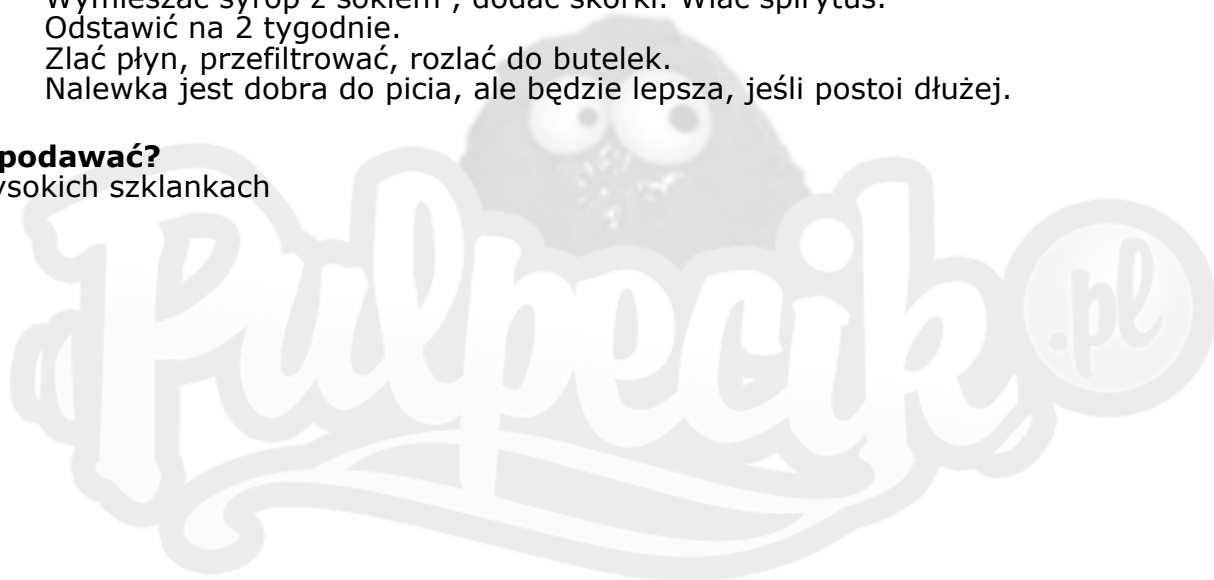 Wymieszać syrop z sokiem , dodać skórki. Wlać spirytus.
Odstawić na 2 tygodnie.
Zlać płyn, przefiltrować, rozlać do butelek.
Nalewka jest dobra do picia, ale będzie lepsza, jeśli postoi dłużej.
podawać?
ysokich szklankach
Pulpecik.pl